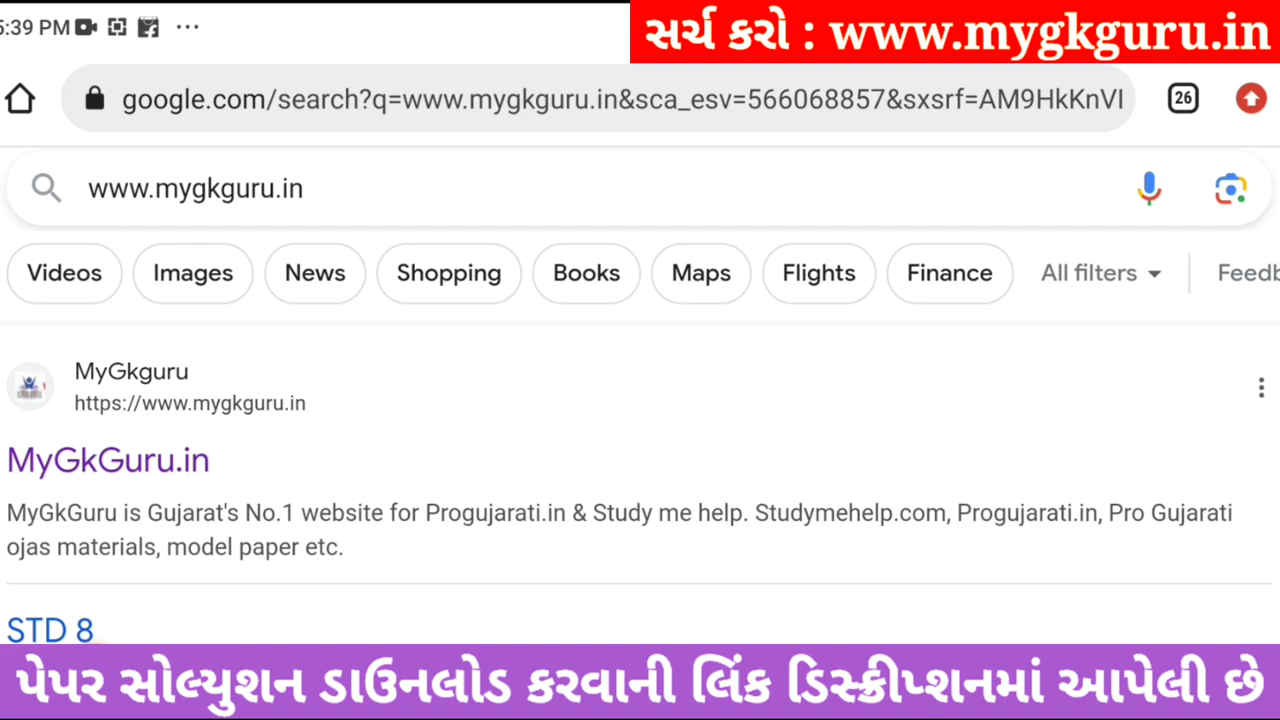 5:39 PM
સર્ચ કરો : www.mygkguru.in
google.com/search?q=www.mygkguru.in&sca_esv=566068857&sxsrf=AM9HkKnVI
26
www.mygkguru.in
Videos Images News Shopping Books Maps Flights Finance All filters Feedb
MyGkguru
https://www.mygkguru.in
MyGkGuru.in
MyGkGuru is Gujarat's No.1 website for Progujarati.in & Study me help. Studymehelp.com, Progujarati.in, Pro Gujarati
ojas materials, model paper etc.
STD 8
પેપર સોલ્યુશન ડાઉનલોડ કરવાની લિંક ડિસ્ક્રીપ્શનમાં આપેલી છે